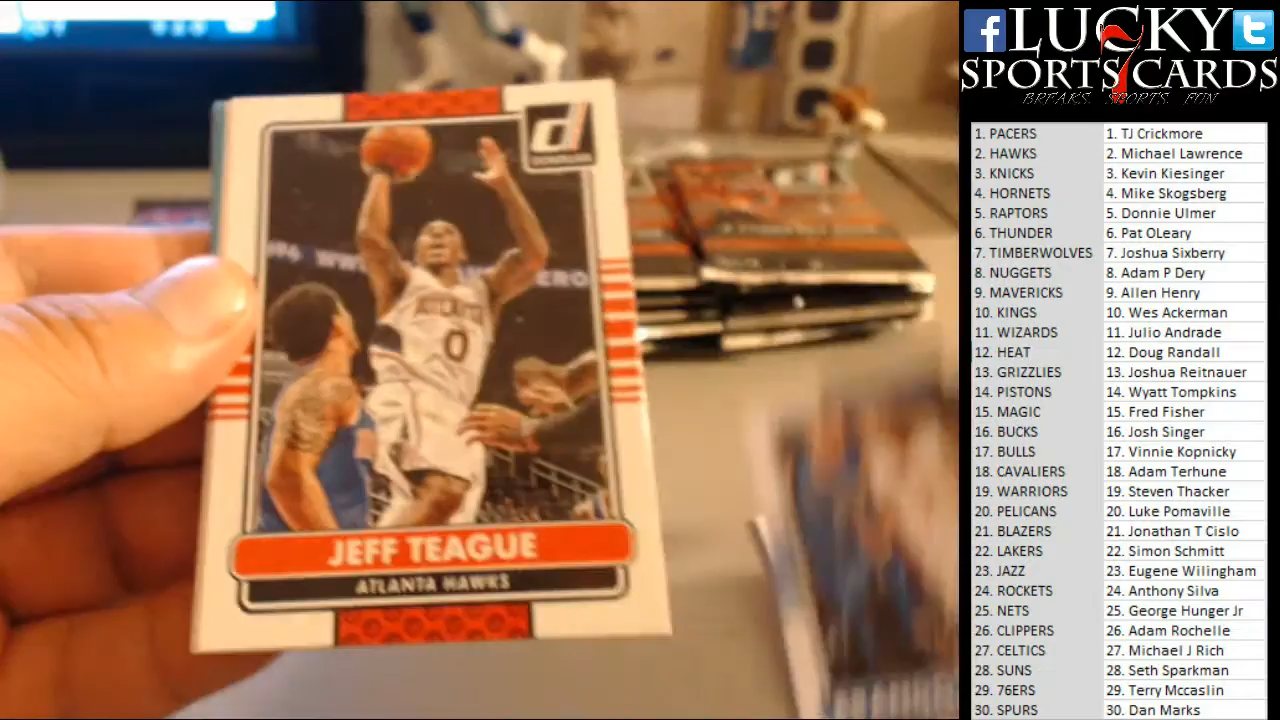 LUCKY
7
SPORTS CARDS
BREAKS SPORTS FUN
1. PACERS 1. TJ Crickmore
2. HAWKS 2. Michael Lawrence
3. KNICKS 3. Kevin Kiesinger
4. HORNETS 4. Mike Skogsberg
5. RAPTORS 5. Donnie Ulmer
6. THUNDER 6. Pat OLeary
7. TIMBERWOLVES 7. Joshua Sixberry
8. NUGGETS 8. Adam P Dery
9. MAVERICKS 9. Allen Henry
10. KINGS 10. Wes Ackerman
11. WIZARDS 11. Julio Andrade
12. HEAT 12. Doug Randall
13. GRIZZLIES 13. Joshua Reitnauer
14. PISTONS 14. Wyatt Tompkins
15. MAGIC 15. Fred Fisher
16. BUCKS 16. Josh Singer
17. BULLS 17. Vinnie Kopnicky
18. CAVALIERS 18. Adam Terhune
19. WARRIORS 19. Steven Thacker
20. PELICANS 20. Luke Pomaville
21. BLAZERS 21. Jonathan T Cislo
22. LAKERS 22. Simon Schmitt
23. JAZZ 23. Eugene Wilingham
24. ROCKETS 24. Anthony Silva
25. NETS 25. George Hunger Jr
26. CLIPPERS 26. Adam Rochelle
27. CELTICS 27. Michael J Rich
28. SUNS 28. Seth Sparkman
29. 76ERS 29. Terry Mccaslin
30. SPURS 30. Dan Marks
d
DONRUSS
0
JEFF TEAGUE
ATLANTA HAWKS